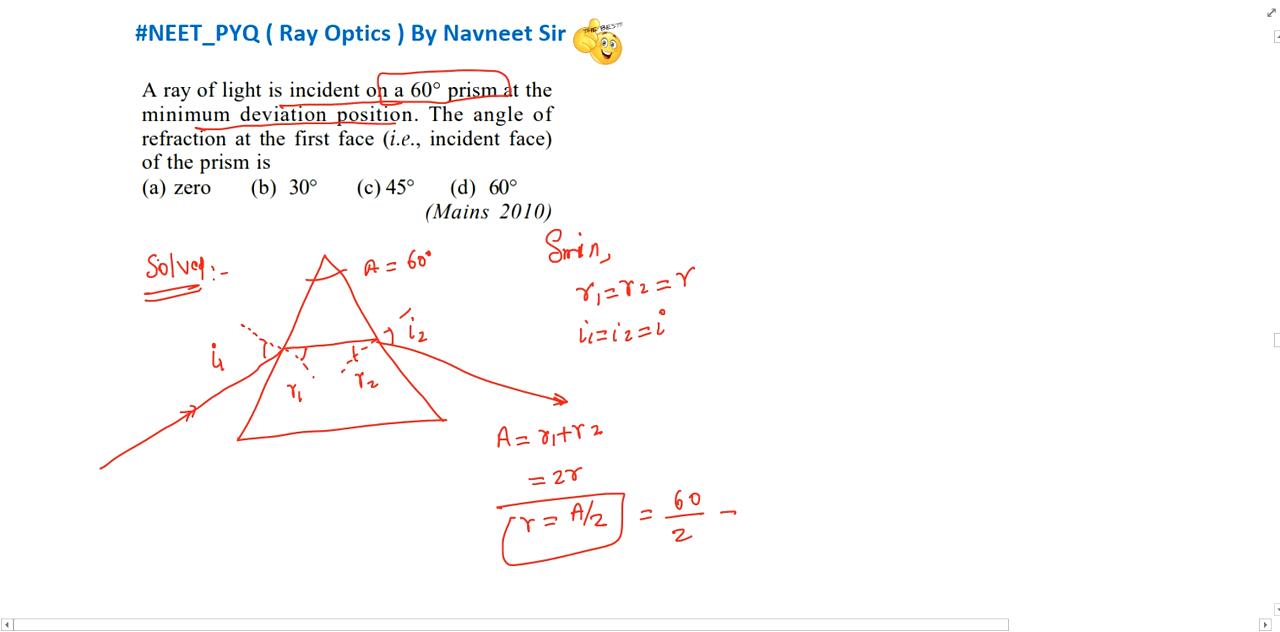 #NEET_PYQ ( Ray Optics ) By Navneet Sir
THE BEST!
A ray of light is incident on a 60° prism at the
minimum deviation position. The angle of
refraction at the first face (i.e., incident face)
of the prism is
(a) zero (b) 30° (c) 45° (d) 60°
(Mains 2010)
Solved:-
A = 60°
i1
r1
r2
i2
δmin,
r1=r2=r
i1=i2=i
A = r1+r2
= 2r
r = A/2 = 60/2 =